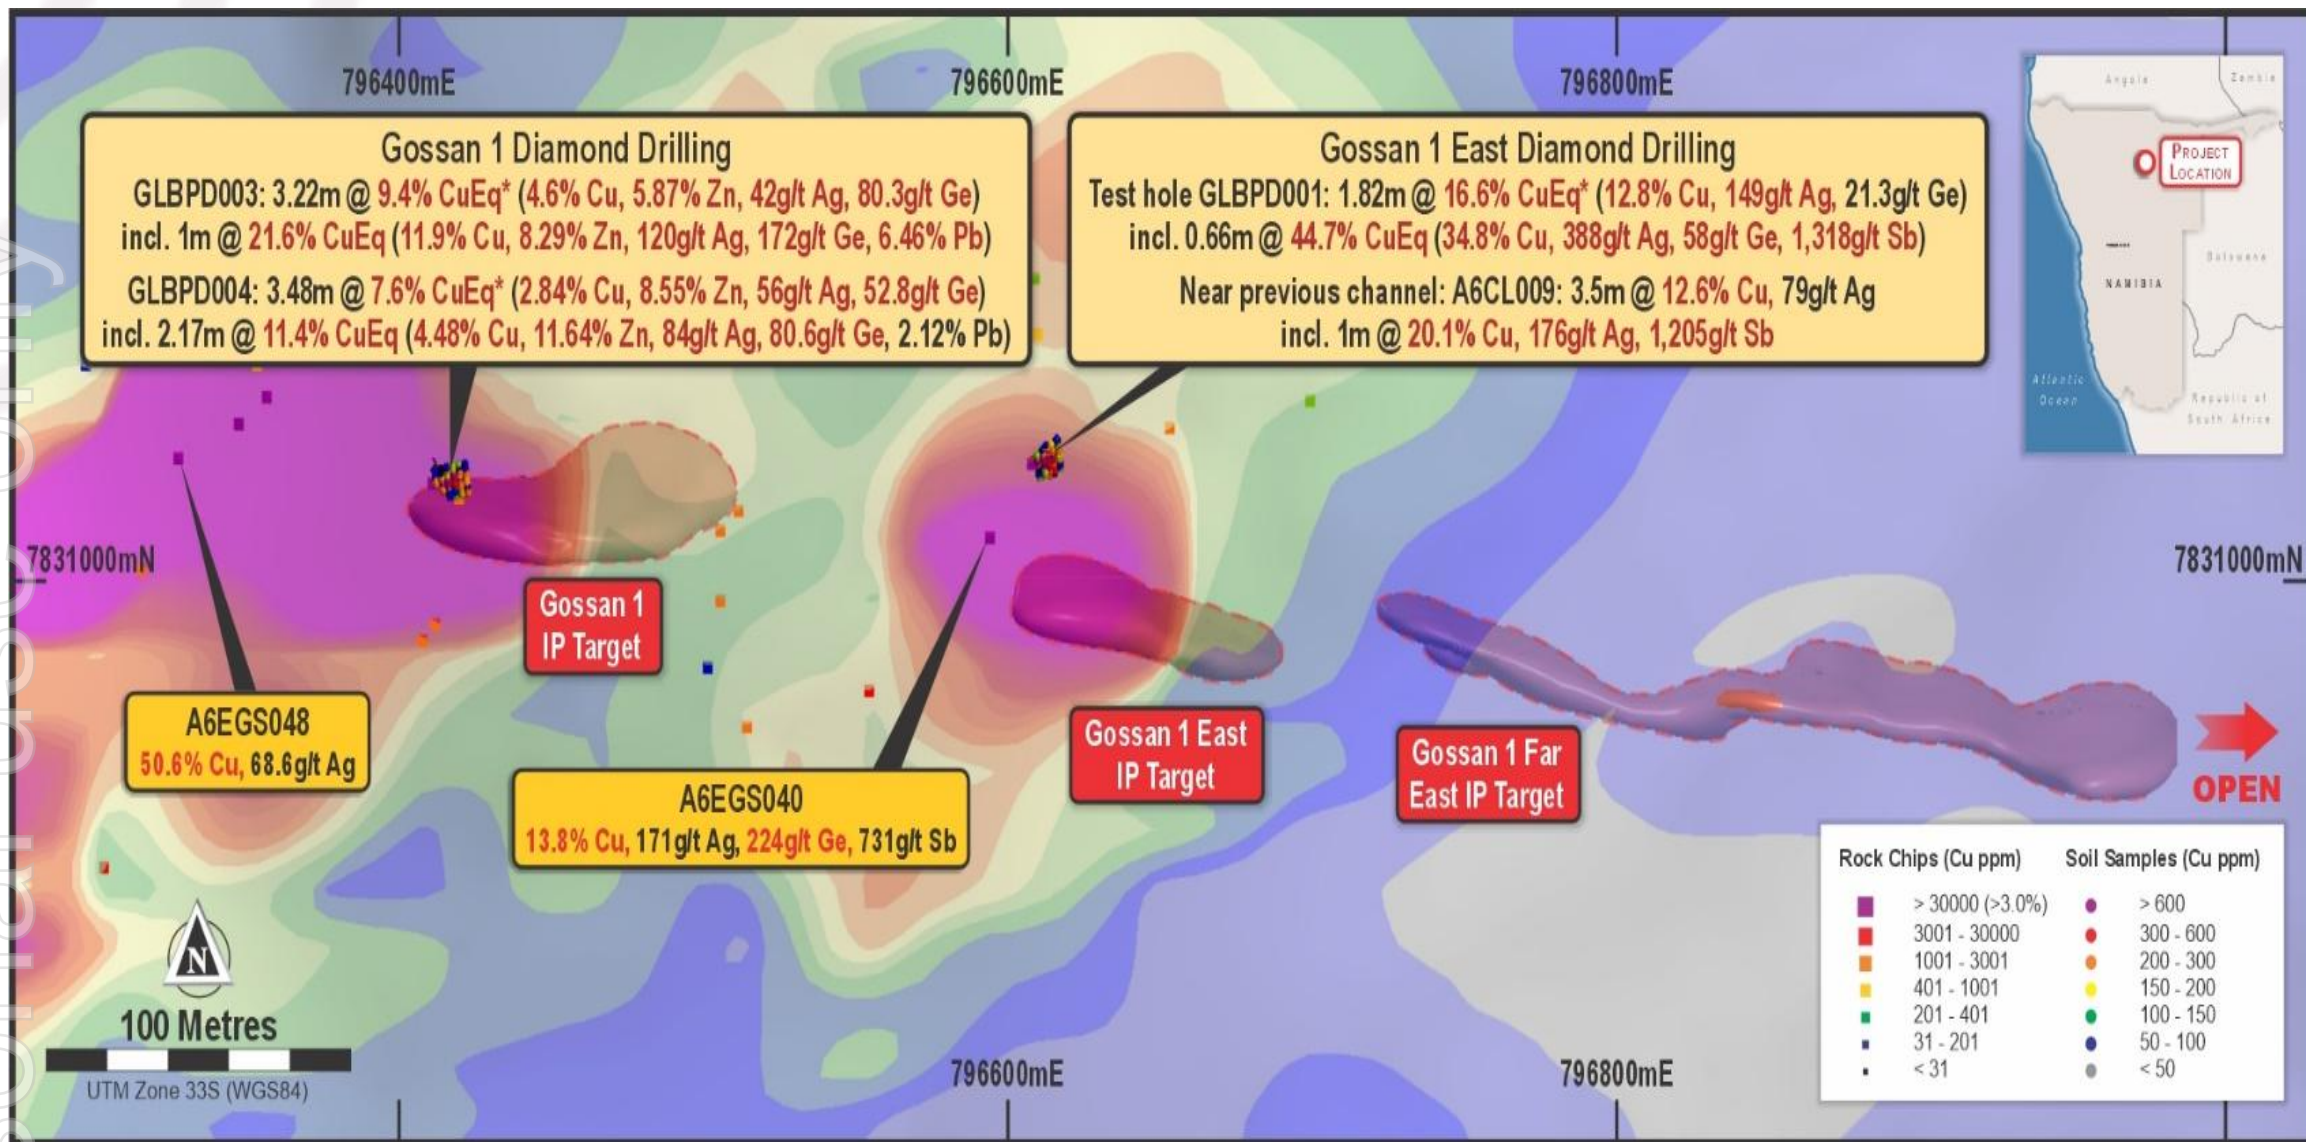 796400mE
796600mE
796800mE
Gossan 1 Diamond Drilling
GLBPD003: 3.22m @ 9.4% CuEq* (4.6% Cu, 5.87% Zn, 42g/t Ag, 80.3g/t Ge)
incl. 1m @ 21.6% CuEq (11.9% Cu, 8.29% Zn, 120g/t Ag, 172g/t Ge, 6.46% Pb)
GLBPD004: 3.48m @ 7.6% CuEq* (2.84% Cu, 8.55% Zn, 56g/t Ag, 52.8g/t Ge)
incl. 2.17m @ 11.4% CuEq (4.48% Cu, 11.64% Zn, 84g/t Ag, 80.6g/t Ge, 2.12% Pb)
Gossan 1 East Diamond Drilling
Test hole GLBPD001: 1.82m @ 16.6% CuEq* (12.8% Cu, 149g/t Ag, 21.3g/t Ge)
incl. 0.66m @ 44.7% CuEq (34.8% Cu, 388g/t Ag, 58g/t Ge, 1,318g/t Sb)
Near previous channel: A6CL009: 3.5m @ 12.6% Cu, 79g/t Ag
incl. 1m @ 20.1% Cu, 176g/t Ag, 1,205g/t Sb
Angola
Zambia
PROJECT
LOCATION
Botswana
NAMIBIA
Atlantic
Ocean
Republic of
South Africa
7831000mN
7831000mN
Gossan 1
IP Target
A6EGS048
50.6% Cu, 68.6g/t Ag
A6EGS040
13.8% Cu, 171g/t Ag, 224g/t Ge, 731g/t Sb
Gossan 1 East
IP Target
Gossan 1 Far
East IP Target
OPEN
Rock Chips (Cu ppm) Soil Samples (Cu ppm)
> 30000 (>3.0%) > 600
3001 - 30000 300 - 600
1001 - 3001 200 - 300
401 - 1001 150 - 200
201 - 401 100 - 150
31 - 201 50 - 100
< 31 < 50
N
100 Metres
UTM Zone 33S (WGS84)
796600mE
796800mE